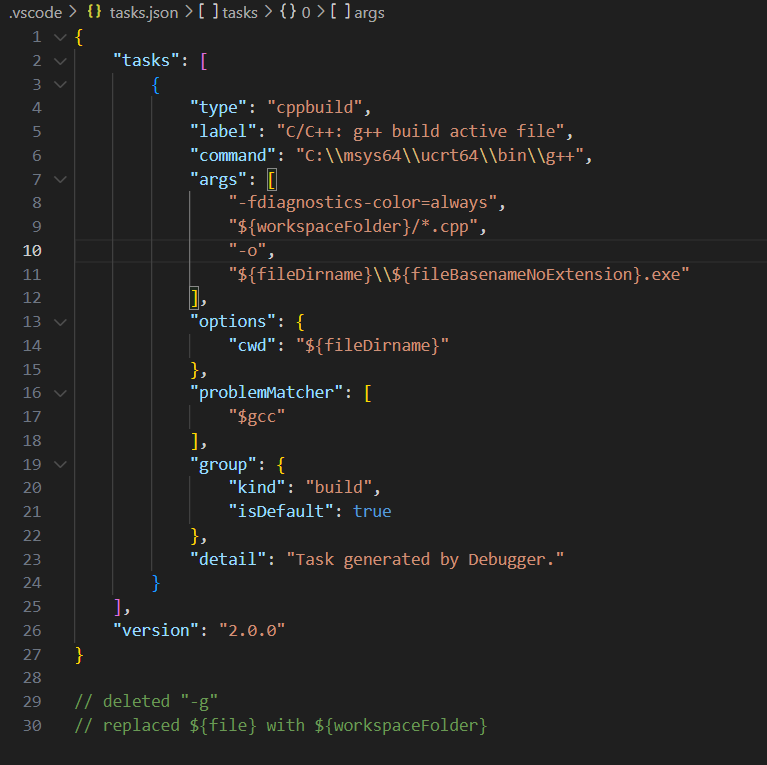 .vscode > {} tasks.json > [ ] tasks > {} 0 > [ ] args
1 {
2 "tasks": [
3 {
4 "type": "cppbuild",
5 "label": "C/C++: g++ build active file",
6 "command": "C:\\msys64\\ucrt64\\bin\\g++",
7 "args": [
8 "-fdiagnostics-color=always",
9 "${workspaceFolder}/*.cpp",
10 "-o",
11 "${fileDirname}\\${fileBasenameNoExtension}.exe"
12 ],
13 "options": {
14 "cwd": "${fileDirname}"
15 },
16 "problemMatcher": [
17 "$gcc"
18 ],
19 "group": {
20 "kind": "build",
21 "isDefault": true
22 },
23 "detail": "Task generated by Debugger."
24 }
25 ],
26 "version": "2.0.0"
27 }
28
29 // deleted "-g"
30 // replaced ${file} with ${workspaceFolder}